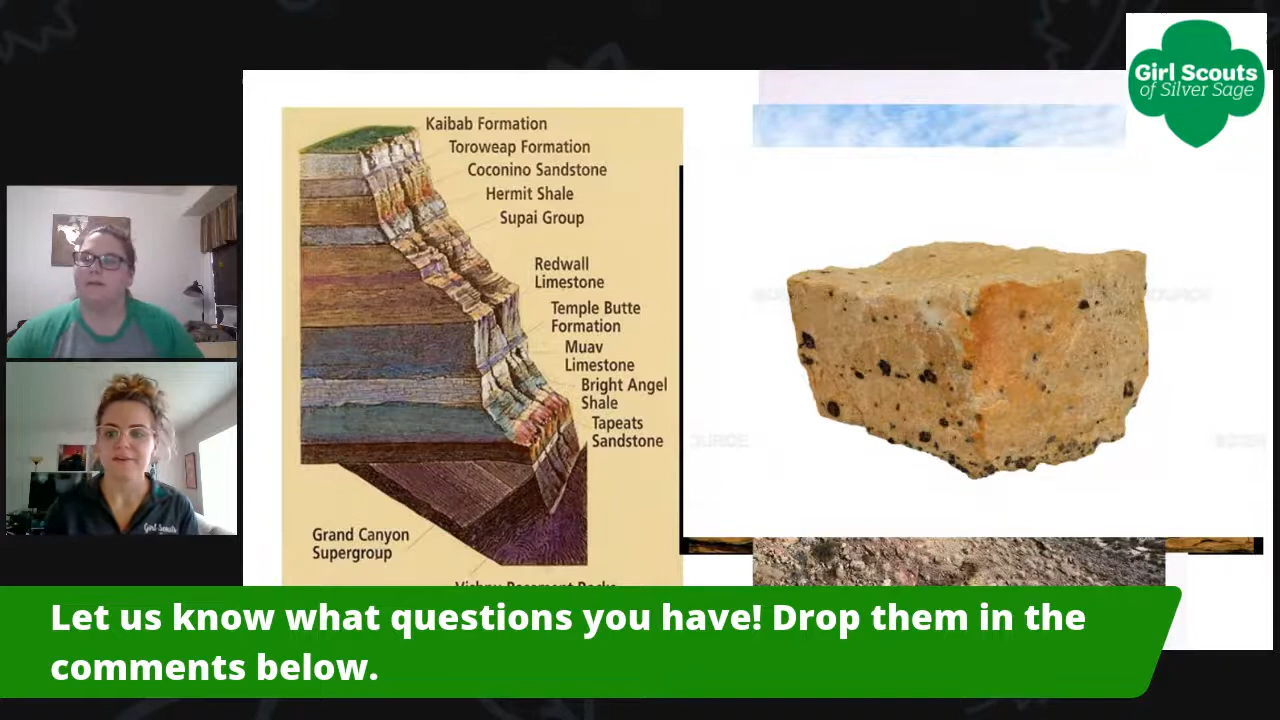 Girl Scouts
of Silver Sage
Kaibab Formation
Toroweap Formation
Coconino Sandstone
Hermit Shale
Supai Group
Redwall
Limestone
Temple Butte
Formation
Muav
Limestone
Bright Angel
Shale
Tapeats
Sandstone
Grand Canyon
Supergroup
Girl Scouts
Let us know what questions you have! Drop them in the
comments below.